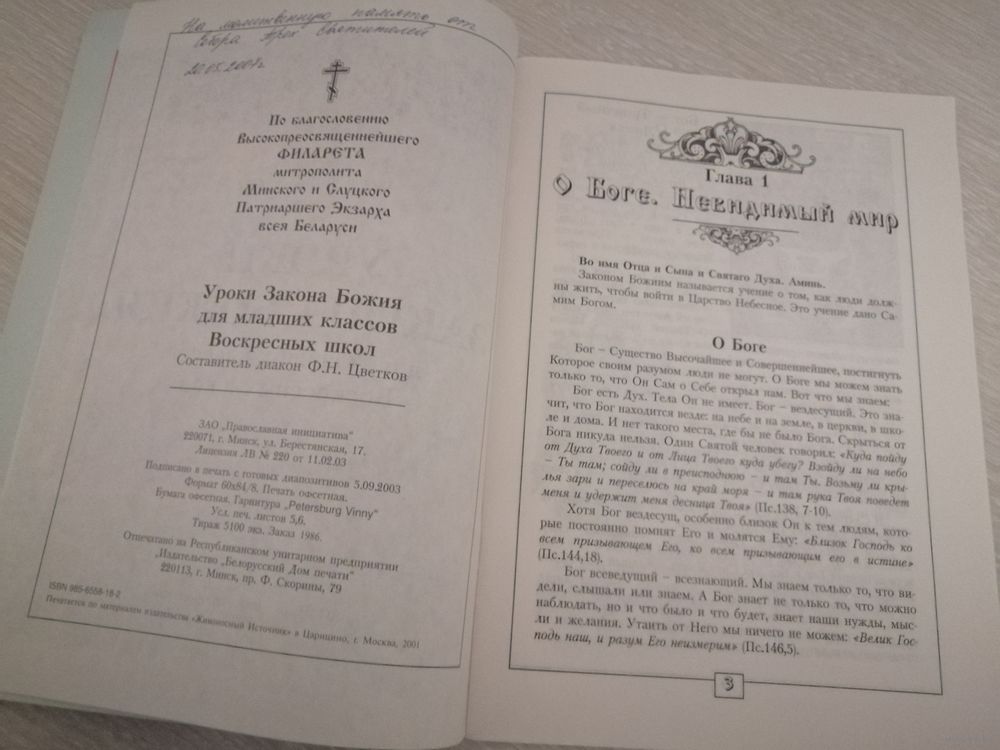 На молитвенную память от
Собора трех Святителей
20.05.2007г.
По благословению
Высокопреосвященнейшего
ФИЛАРЕТА
митрополита
Минского и Слуцкого
Патриаршего Экзарха
всея Беларуси
Уроки Закона Божия
для младших классов
Воскресных школ
Составитель диакон Ф.Н. Цветков
ЗАО „Православная инициатива"
220071, г. Минск, ул. Берестянская, 17.
Лицензия ЛВ № 220 от 11.02.03
Подписано в печать с готовых диапозитивов 5.09.2003
Формат 60х84/8. Печать офсетная.
Бумага офсетная. Гарнитура „Petersburg Vinny"
Усл. печ. листов 5,6.
Тираж 5100 экз. Заказ 1986.
Отпечатано на Республиканском унитарном предприятии
„Издательство „Белорусский Дом печати"
220113, г. Минск, пр. Ф. Скорины, 79
ISBN 985-6558-18-2
Печатается по материалам издательства «Живоносный Источник» в Царицино, г. Москва, 2001
Глава 1
О Боге. Невидимый мир
Во имя Отца и Сына и Святаго Духа. Аминь.
Законом Божиим называется учение о том, как люди долж-
ны жить, чтобы войти в Царство Небесное. Это учение дано Са-
мим Богом.
О Боге
Бог – Существо Высочайшее и Совершеннейшее, постигнуть
Которое своим разумом люди не могут. О Боге мы можем знать
только то, что Он Сам о Себе открыл нам. Вот что мы знаем:
Бог есть Дух. Тела Он не имеет. Бог – вездесущий. Это зна-
чит, что Бог находится везде: на небе и на земле, в церкви, в шко-
ле и дома. И нет такого места, где бы не было Бога. Скрыться от
Бога никуда нельзя. Один Святой человек говорил: «Куда пойду
от Духа Твоего и от Лица Твоего куда убегу? Взойду ли на небо
– Ты там; сойду ли в преисподнюю – и там Ты. Возьму ли кры-
лья зари и переселюсь на край моря – и там рука Твоя поведет
меня и удержит меня десница Твоя» (Пс.138, 7-10).
Хотя Бог вездесущ, особенно близок Он к тем людям, кото-
рые постоянно помнят Его и молятся Ему: «Близок Господь ко
всем призывающем Его, ко всем призывающим его в истине»
(Пс.144,18).
Бог всеведущий – всезнающий. Мы знаем только то, что ви-
дели, слышали или знаем. А Бог знает не только то, что можно
наблюдать, но и что было и что будет, знает наши нужды, мыс-
ли и желания. Утаить от Него мы ничего не можем: «Велик Гос-
подь наш, и разум Его неизмерим» (Пс.146,5).
3